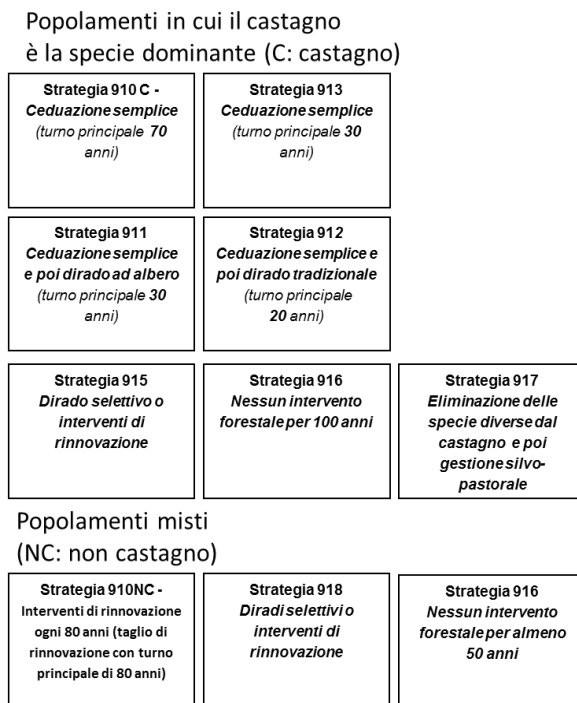 Popolamenti in cui il castagno
è la specie dominante (C: castagno)
Strategia 910 C -
Ceduazione semplice
(turno principale 70
anni)
Strategia 913
Ceduazione semplice
(turno principale 30
anni)
Strategia 911
Ceduazione semplice
e poi dirado ad albero
(turno principale 30
anni)
Strategia 912
Ceduazione semplice e
poi dirado tradizionale
(turno principale
20 anni)
Strategia 915
Dirado selettivo o
interventi di
rinnovazione
Strategia 916
Nessun intervento
forestale per 100 anni
Strategia 917
Eliminazione delle
specie diverse dal
castagno e poi
gestione silvo-
pastorale
Popolamenti misti
(NC: non castagno)
Strategia 910NC -
Interventi di rinnovazione
ogni 80 anni (taglio di
rinnovazione con turno
principale di 80 anni)
Strategia 918
Diradi selettivi o
interventi di
rinnovazione
Strategia 916
Nessun intervento
forestale per almeno
50 anni